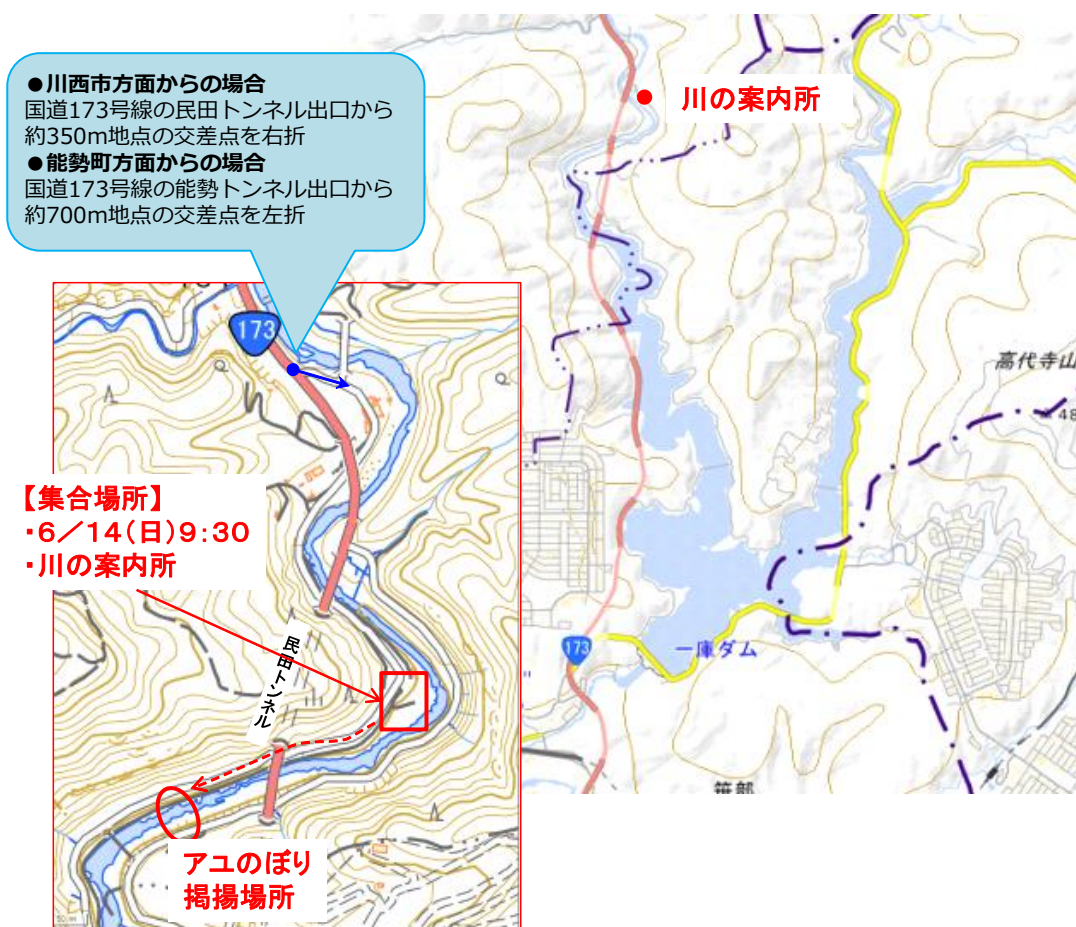 ●川西市方面からの場合
国道173号線の民田トンネル出口から
約350m地点の交差点を右折
●能勢町方面からの場合
国道173号線の能勢トンネル出口から
約700m地点の交差点を左折
川の案内所
173
【集合場所】
・6／14(日)9:30
・川の案内所
民田トンネル
アユのぼり
掲揚場所
50 m
高代寺山
48
173
一庫ダム
笹部